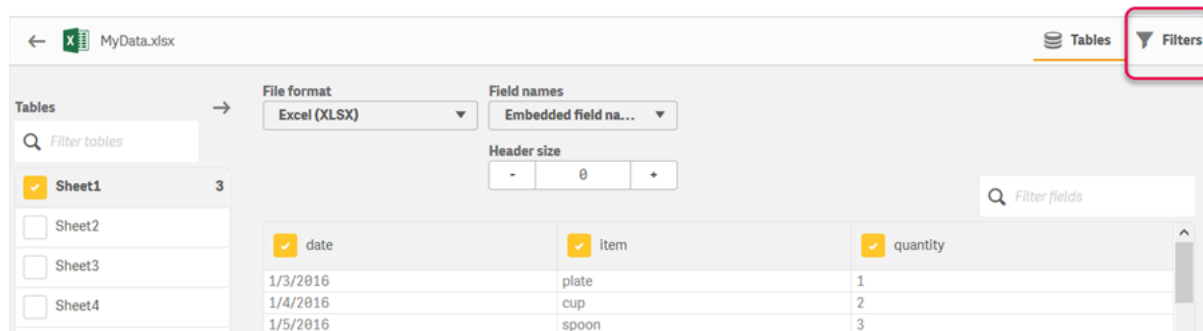 MyData.xlsx
Tables
Filters
Tables
Filter tables
Sheet1 3
Sheet2
Sheet3
Sheet4
File format
Excel (XLSX)
Field names
Embedded field na...
Header size
- 0 +
Filter fields
date item quantity
1/3/2016 plate 1
1/4/2016 cup 2
1/5/2016 spoon 3